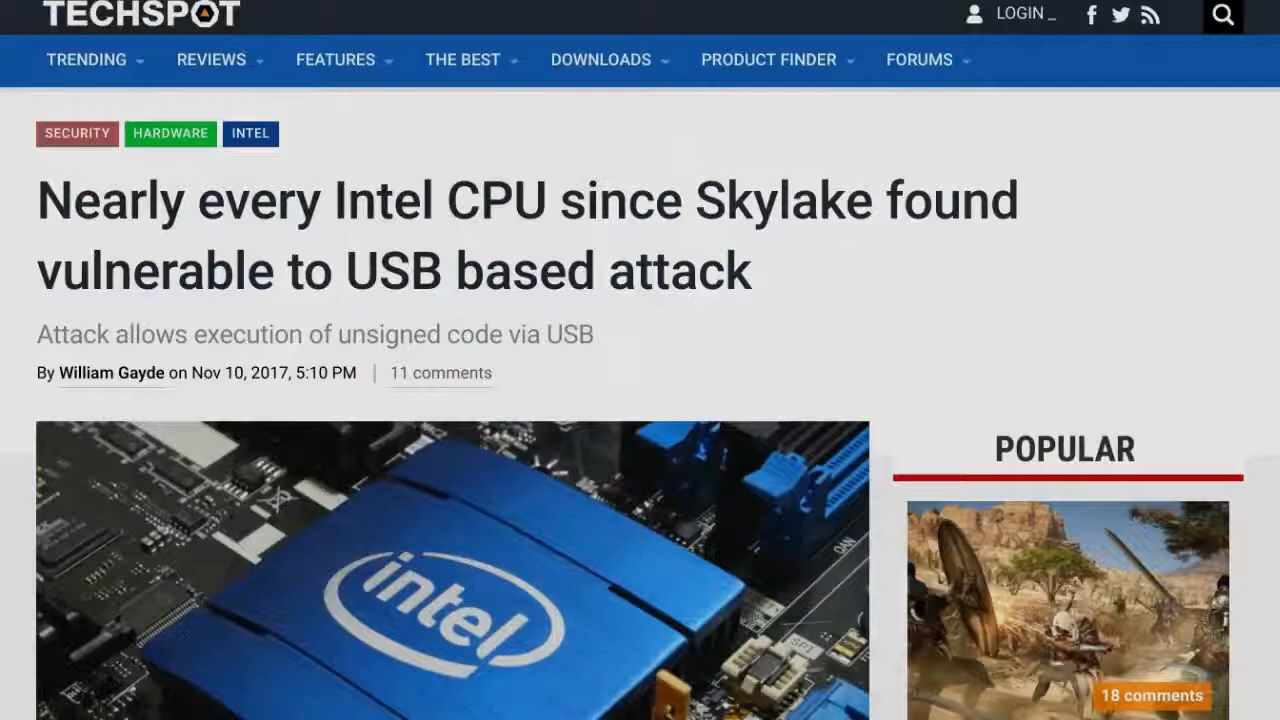 TECHSPOT
LOGIN _
TRENDING REVIEWS FEATURES THE BEST DOWNLOADS PRODUCT FINDER FORUMS
SECURITY HARDWARE INTEL
Nearly every Intel CPU since Skylake found
vulnerable to USB based attack
Attack allows execution of unsigned code via USB
By William Gayde on Nov 10, 2017, 5:10 PM | 11 comments
POPULAR
intel
SPI
18 comments